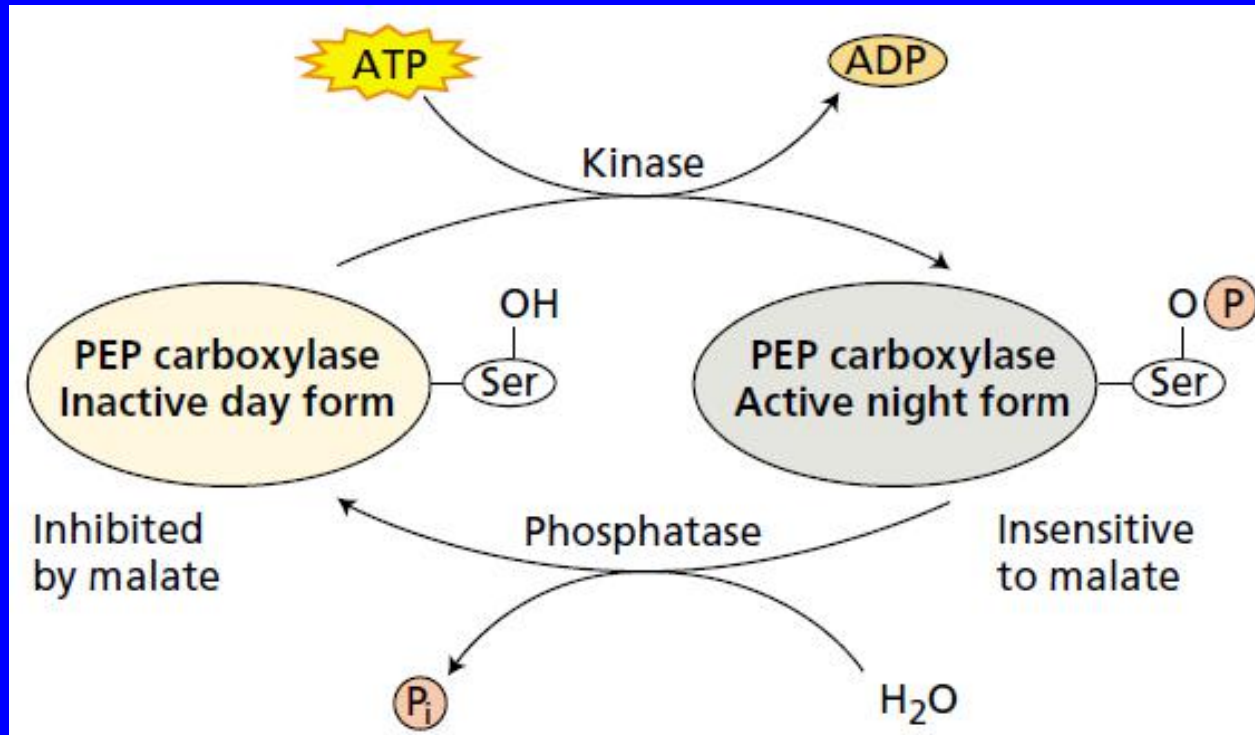 ATP
ADP
Kinase
OH
O P
PEP carboxylase
Inactive day form
Ser
PEP carboxylase
Active night form
Ser
Inhibited
by malate
Phosphatase
Insensitive
to malate
Pi
H2O